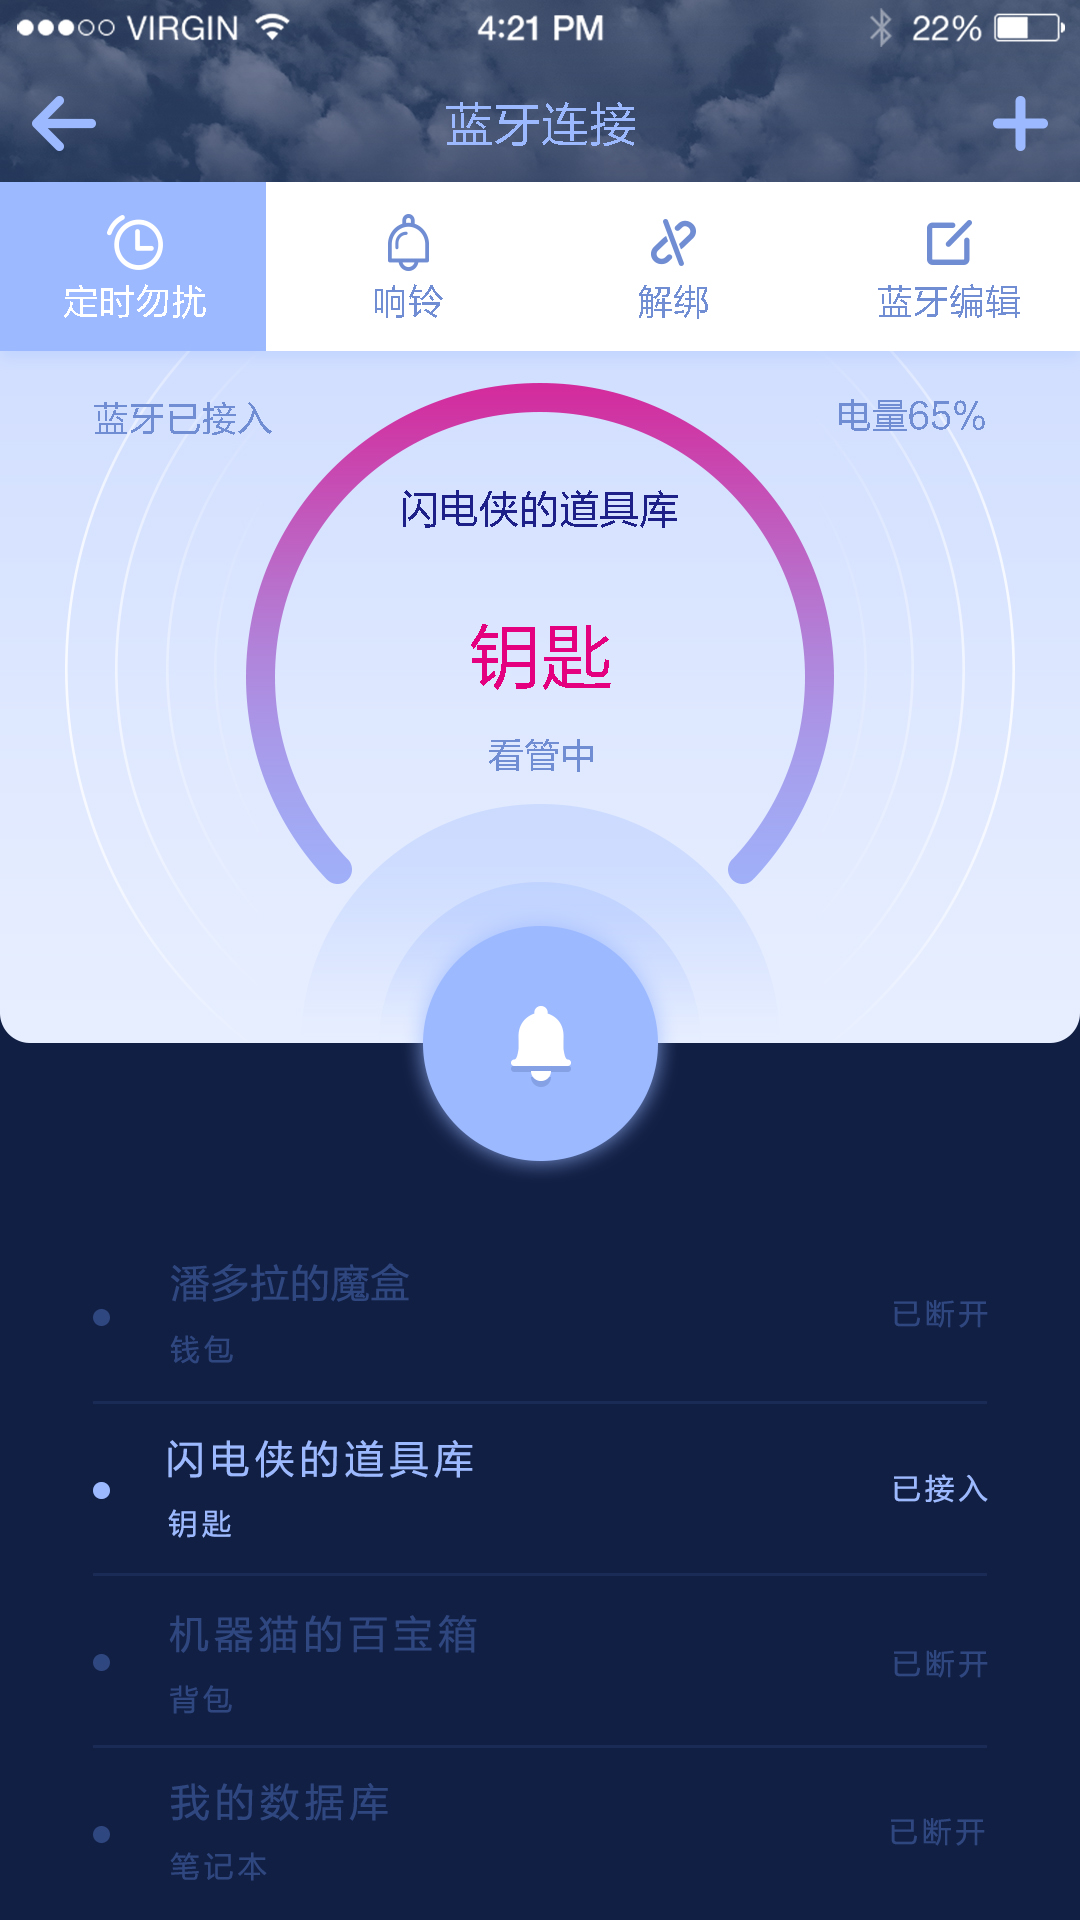 VIRGIN 4:21 PM 22%
蓝牙连接
定时勿扰 响铃 解绑 蓝牙编辑
蓝牙已接入 电量65%
闪电侠的道具库
钥匙
看管中
潘多拉的魔盒
已断开
钱包
闪电侠的道具库
已接入
钥匙
机器猫的百宝箱
已断开
背包
我的数据库
已断开
笔记本